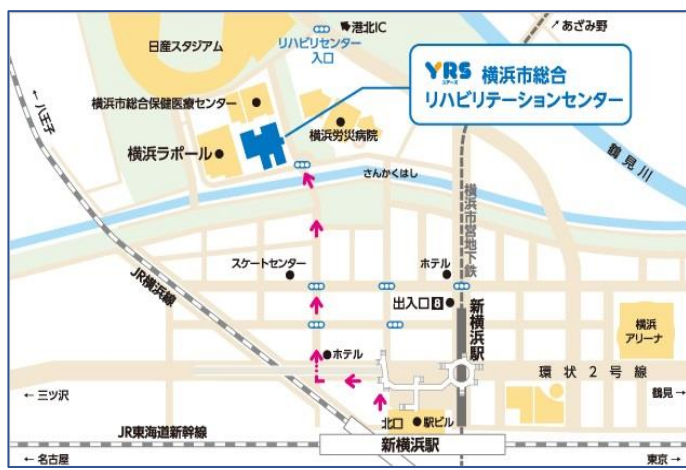 日産スタジアム
港北IC
リハビリセンター
入口
↗あざみ野
YRS 横浜市総合
ユアーズ
リハビリテーションセンター
←八王子
横浜市総合保健医療センター
横浜労災病院
横浜ラポール
さんかくはし
鶴見川
横浜市営地下鉄
スケートセンター
ホテル
JR横浜線
出入口8
新横浜駅
横浜
アリーナ
ホテル
環状2号線
←三ツ沢
鶴見→
北口
駅ビル
JR東海道新幹線
新横浜駅
←名古屋
東京→